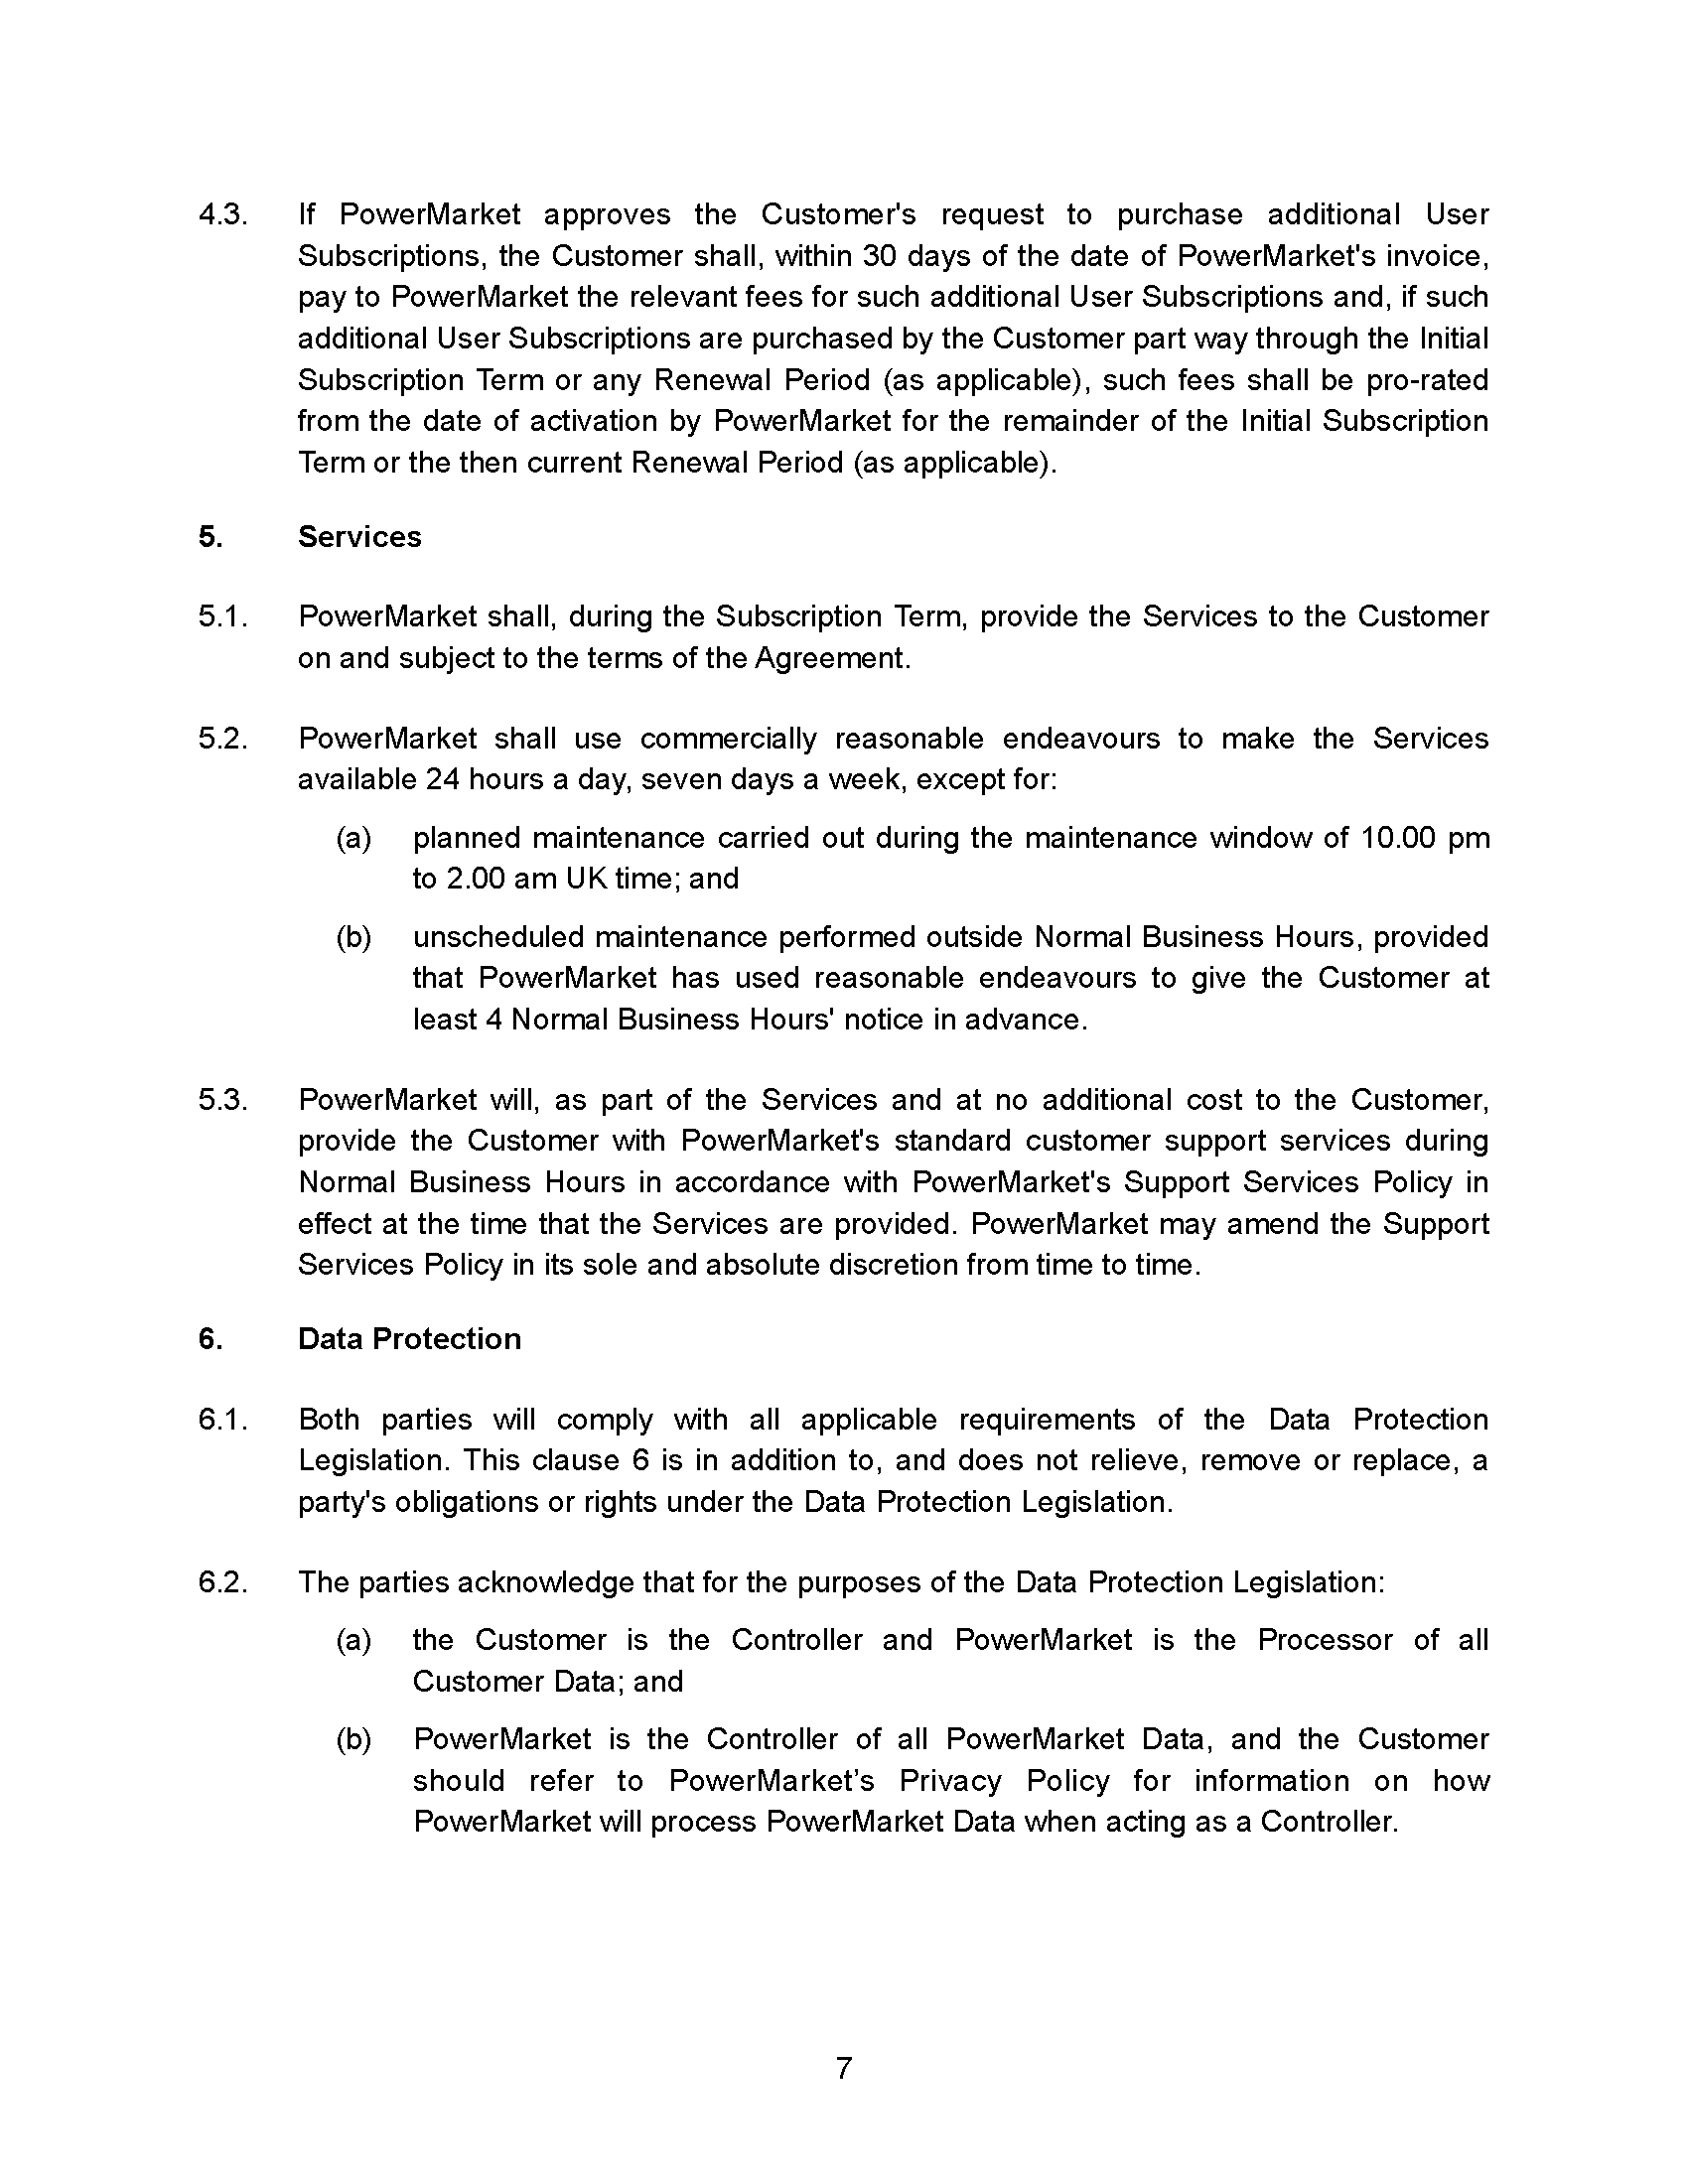 4.3. If PowerMarket approves the Customer's request to purchase additional User
Subscriptions, the Customer shall, within 30 days of the date of PowerMarket's invoice,
pay to PowerMarket the relevant fees for such additional User Subscriptions and, if such
additional User Subscriptions are purchased by the Customer part way through the Initial
Subscription Term or any Renewal Period (as applicable), such fees shall be pro-rated
from the date of activation by PowerMarket for the remainder of the Initial Subscription
Term or the then current Renewal Period (as applicable).
5. Services
5.1. PowerMarket shall, during the Subscription Term, provide the Services to the Customer
on and subject to the terms of the Agreement.
5.2. PowerMarket shall use commercially reasonable endeavours to make the Services
available 24 hours a day, seven days a week, except for:
(a) planned maintenance carried out during the maintenance window of 10.00 pm
to 2.00 am UK time; and
(b) unscheduled maintenance performed outside Normal Business Hours, provided
that PowerMarket has used reasonable endeavours to give the Customer at
least 4 Normal Business Hours' notice in advance.
5.3. PowerMarket will, as part of the Services and at no additional cost to the Customer,
provide the Customer with PowerMarket's standard customer support services during
Normal Business Hours in accordance with PowerMarket's Support Services Policy in
effect at the time that the Services are provided. PowerMarket may amend the Support
Services Policy in its sole and absolute discretion from time to time.
6. Data Protection
6.1. Both parties will comply with all applicable requirements of the Data Protection
Legislation. This clause 6 is in addition to, and does not relieve, remove or replace, a
party's obligations or rights under the Data Protection Legislation.
6.2. The parties acknowledge that for the purposes of the Data Protection Legislation:
(a) the Customer is the Controller and PowerMarket is the Processor of all
Customer Data; and
(b) PowerMarket is the Controller of all PowerMarket Data, and the Customer
should refer to PowerMarket’s Privacy Policy for information on how
PowerMarket will process PowerMarket Data when acting as a Controller.
7